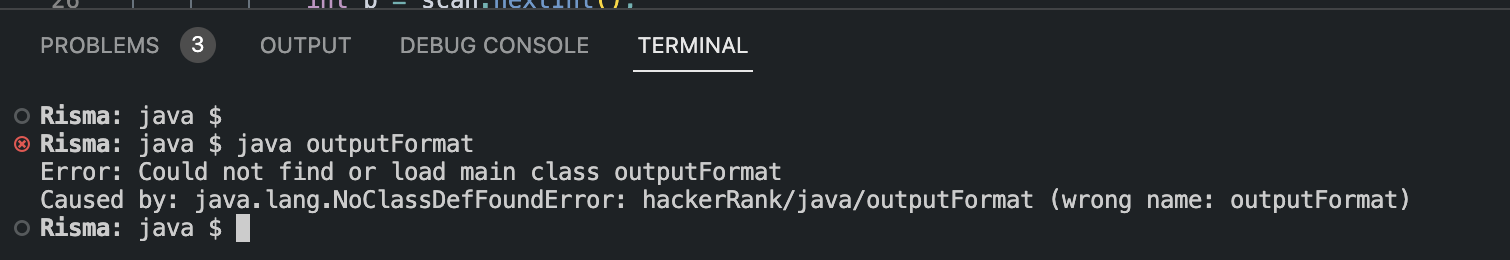 26 int b = scan.nextInt();
PROBLEMS 3 OUTPUT DEBUG CONSOLE TERMINAL
Risma: java $
Risma: java $ java outputFormat
Error: Could not find or load main class outputFormat
Caused by: java.lang.NoClassDefFoundError: hackerRank/java/outputFormat (wrong name: outputFormat)
Risma: java $